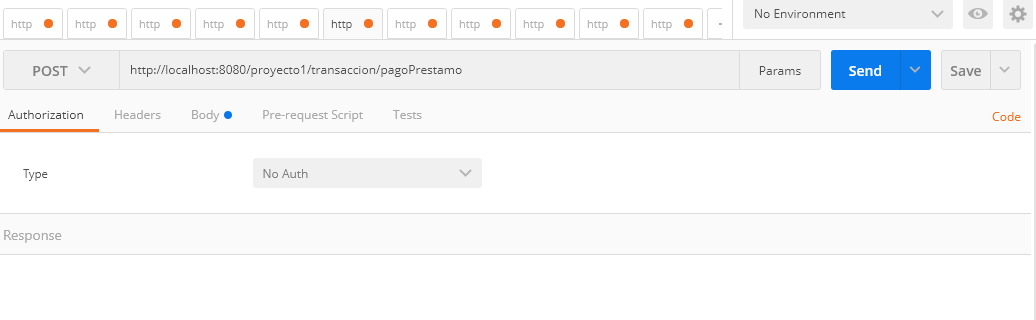 http http http http http http http http http http http No Environment
POST http://localhost:8080/proyecto1/transaccion/pagoPrestamo Params Send Save
Authorization Headers Body Pre-request Script Tests Code
Type No Auth
Response